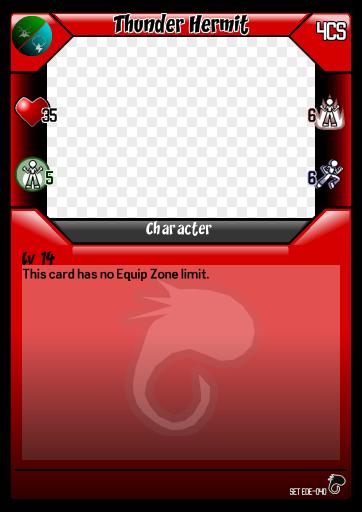 Thunder Hermit
4CS
35
6
5
6
Character
Lv 14
This card has no Equip Zone limit.
SET EOE-040